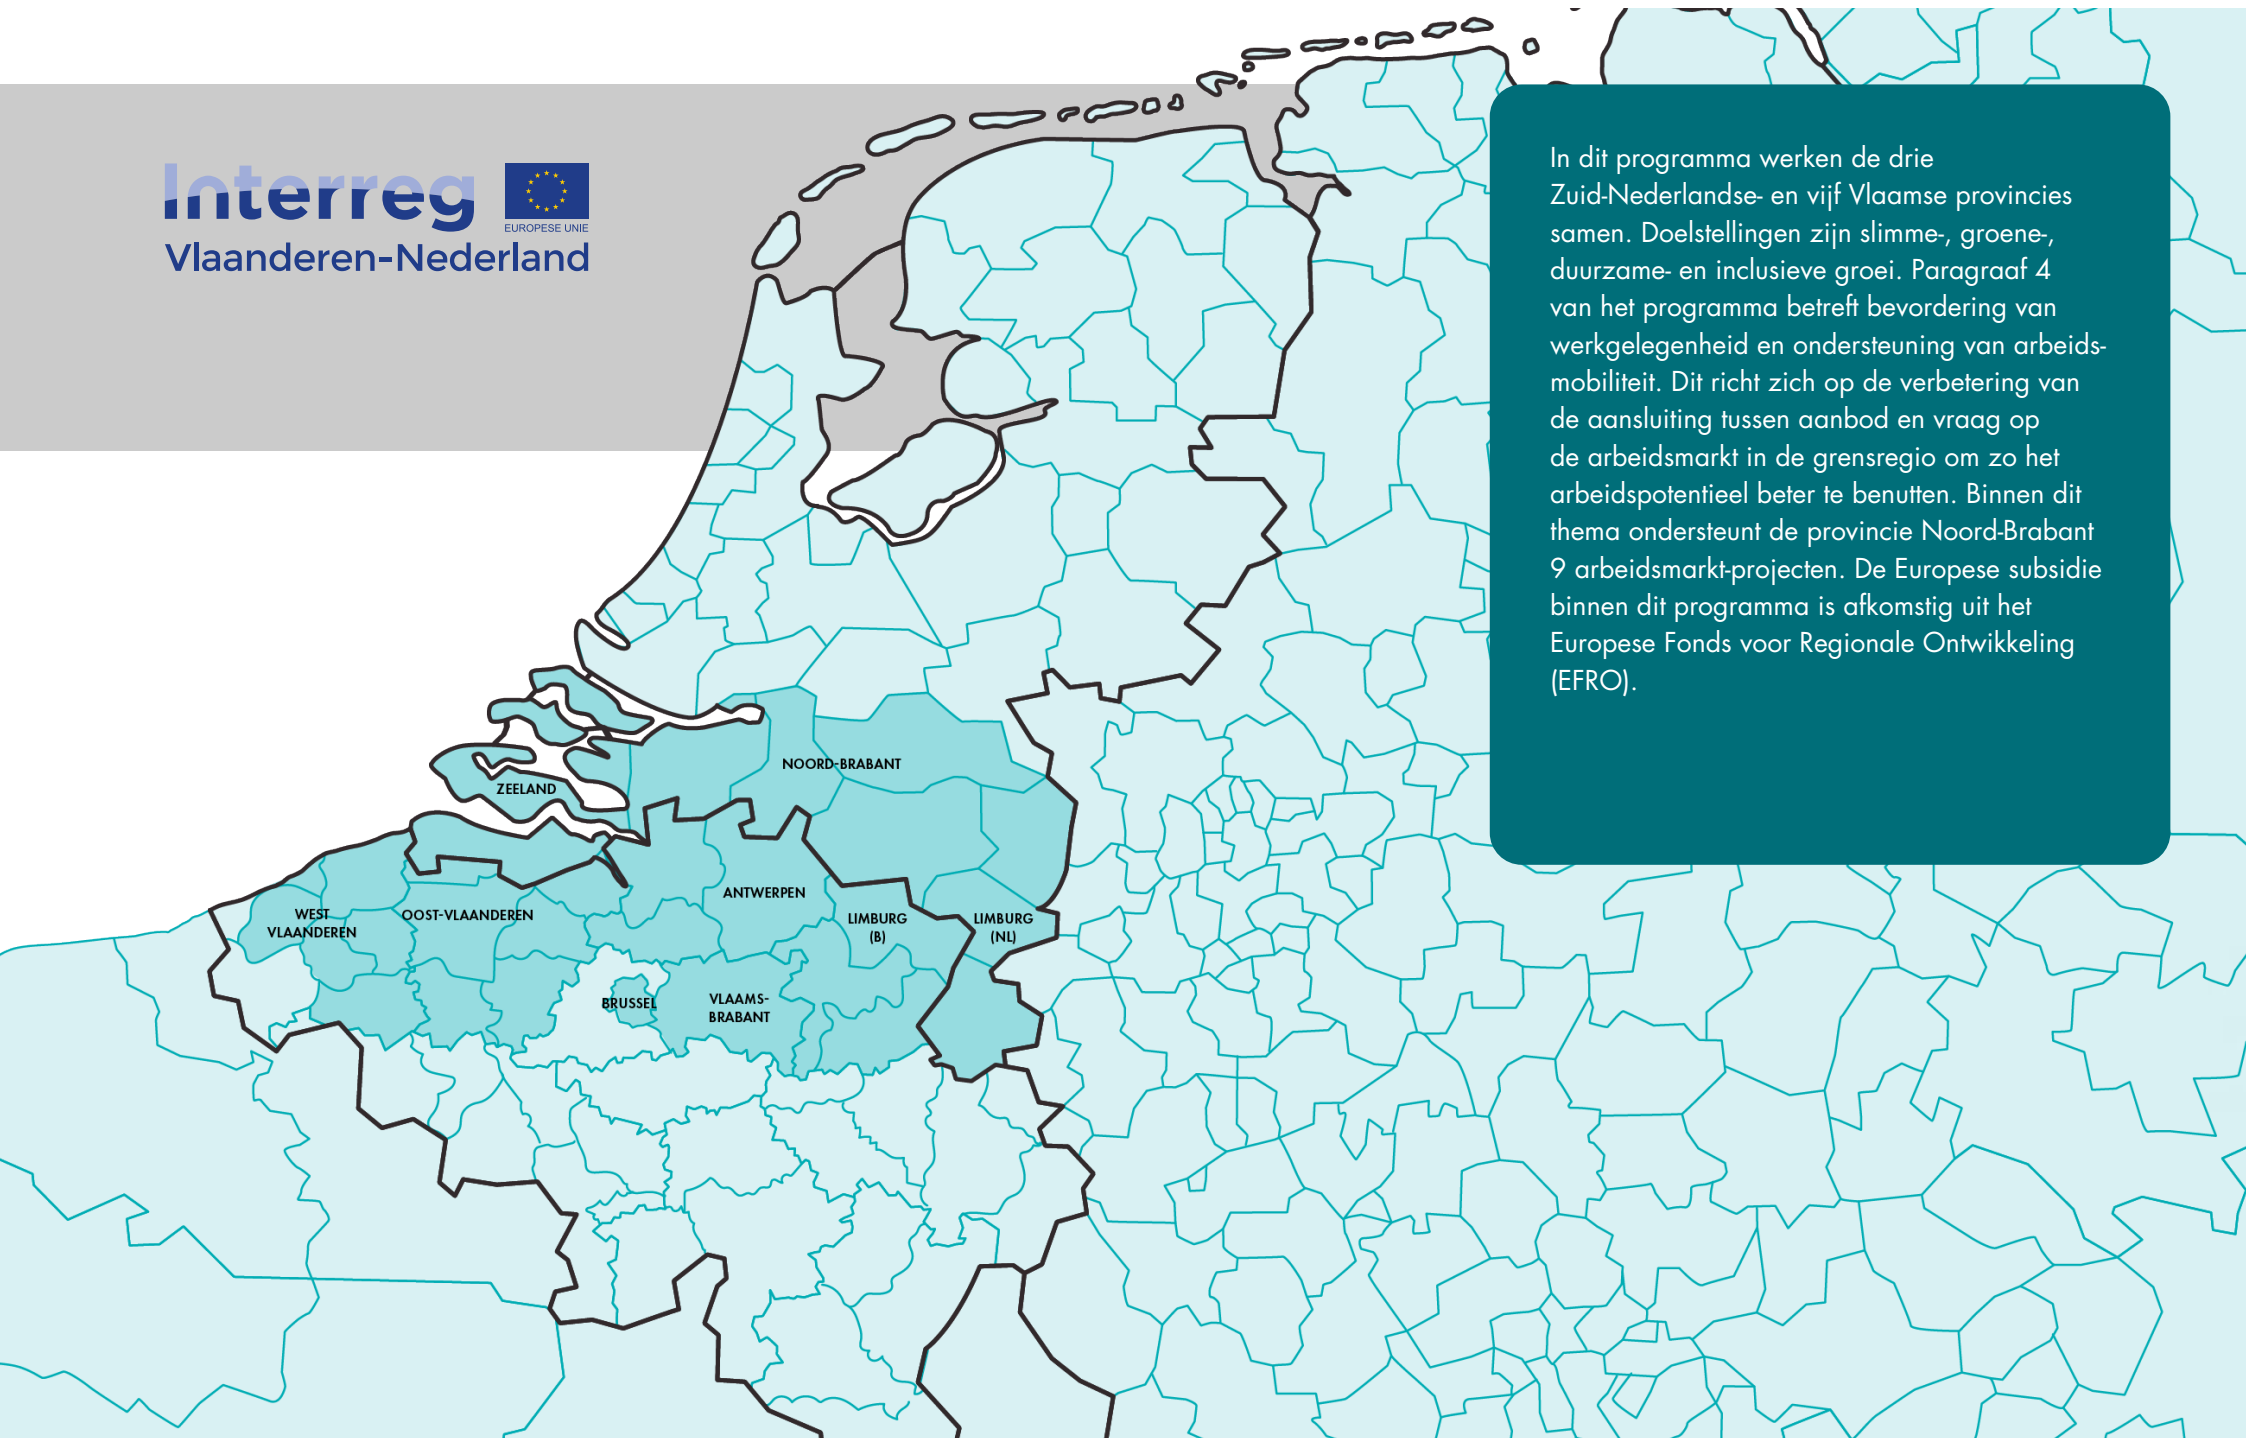 Interreg
EUROPESE UNIE
Vlaanderen-Nederland
In dit programma werken de drie
Zuid-Nederlandse- en vijf Vlaamse provincies
samen. Doelstellingen zijn slimme-, groene-,
duurzame- en inclusieve groei. Paragraaf 4
van het programma betreft bevordering van
werkgelegenheid en ondersteuning van arbeids-
mobiliteit. Dit richt zich op de verbetering van
de aansluiting tussen aanbod en vraag op
de arbeidsmarkt in de grensregio om zo het
arbeidspotentieel beter te benutten. Binnen dit
thema ondersteunt de provincie Noord-Brabant
9 arbeidsmarkt-projecten. De Europese subsidie
binnen dit programma is afkomstig uit het
Europese Fonds voor Regionale Ontwikkeling
(EFRO).
NOORD-BRABANT
ZEELAND
ANTWERPEN
WEST
VLAANDEREN
OOST-VLAANDEREN
LIMBURG
(B)
LIMBURG
(NL)
BRUSSEL
VLAAMS-
BRABANT